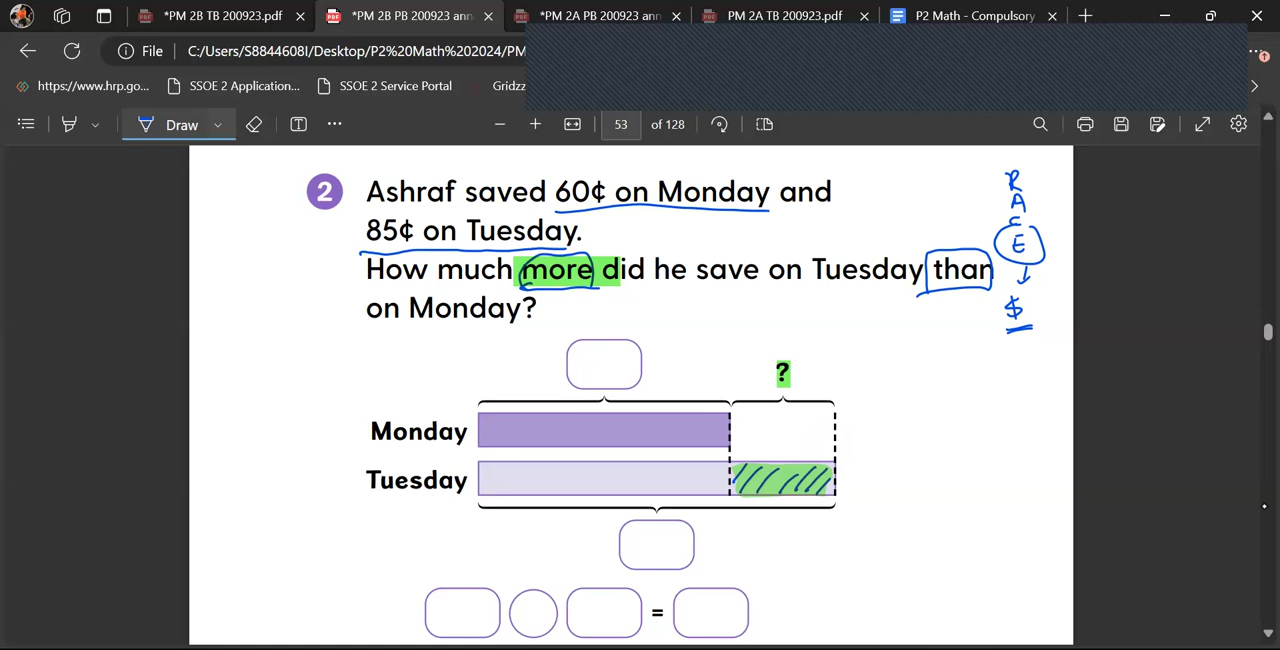 *PM 2B TB 200923.pdf
*PM 2B PB 200923 ann
*PM 2A PB 200923 ann
PM 2A TB 200923.pdf
P2 Math - Compulsory
File
C:/Users/S8844608I/Desktop/P2%20Math%202024/PM
https://www.hrp.go...
SSOE 2 Application...
SSOE 2 Service Portal
Gridzz
Draw
53 of 128
2 Ashraf saved 60¢ on Monday and
85¢ on Tuesday.
How much more did he save on Tuesday than
on Monday?
R
A
C
E
$
?
Monday
Tuesday
=